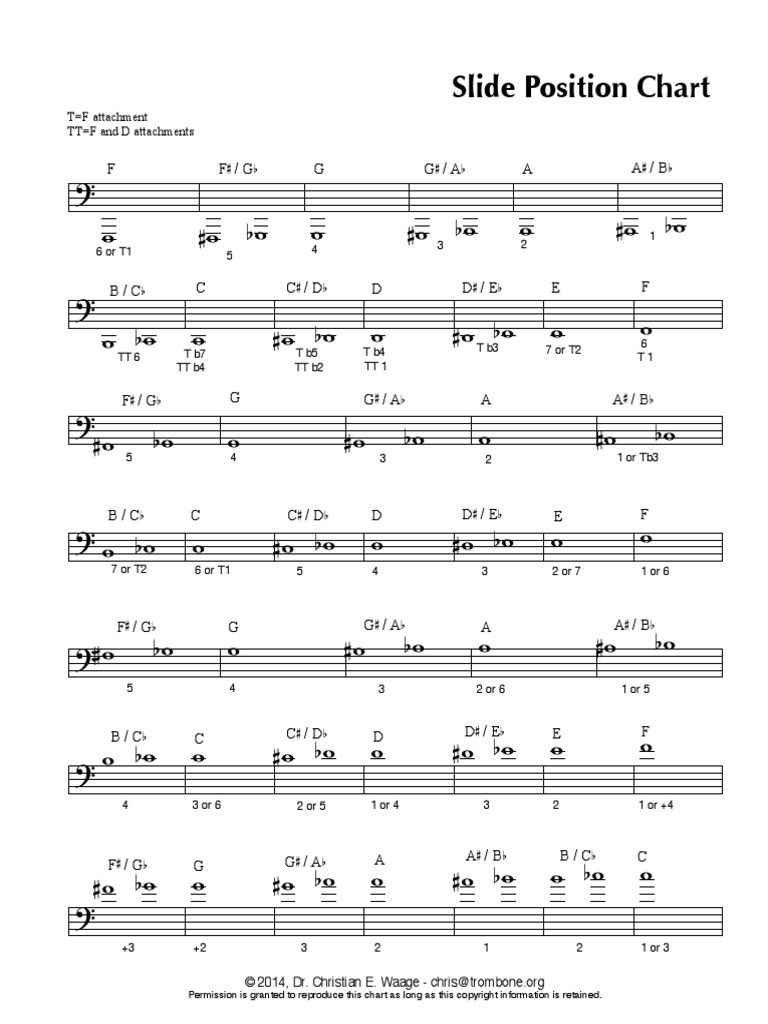 Slide Position Chart
T=F attachment
TT=F and D attachments
F F♯ / G♭ G G♯ / A♭ A A♯ / B♭
6 or T1 5 4 3 2 1
B / C♭ C C♯ / D♭ D D♯ / E♭ E F
TT 6 T b7 T b5 T b4 T b3 7 or T2 6
TT b4 TT b2 TT 1 T 1
F♯ / G♭ G G♯ / A♭ A A♯ / B♭
5 4 3 2 1 or Tb3
B / C♭ C C♯ / D♭ D D♯ / E♭ E F
7 or T2 6 or T1 5 4 3 2 or 7 1 or 6
F♯ / G♭ G G♯ / A♭ A A♯ / B♭
5 4 3 2 or 6 1 or 5
B / C♭ C C♯ / D♭ D D♯ / E♭ E F
4 3 or 6 2 or 5 1 or 4 3 2 1 or +4
F♯ / G♭ G G♯ / A♭ A A♯ / B♭ B / C♭ C
+3 +2 3 2 1 2 1 or 3
© 2014, Dr. Christian E. Waage - chris@trombone.org
Permission is granted to reproduce this chart as long as this copyright information is retained.